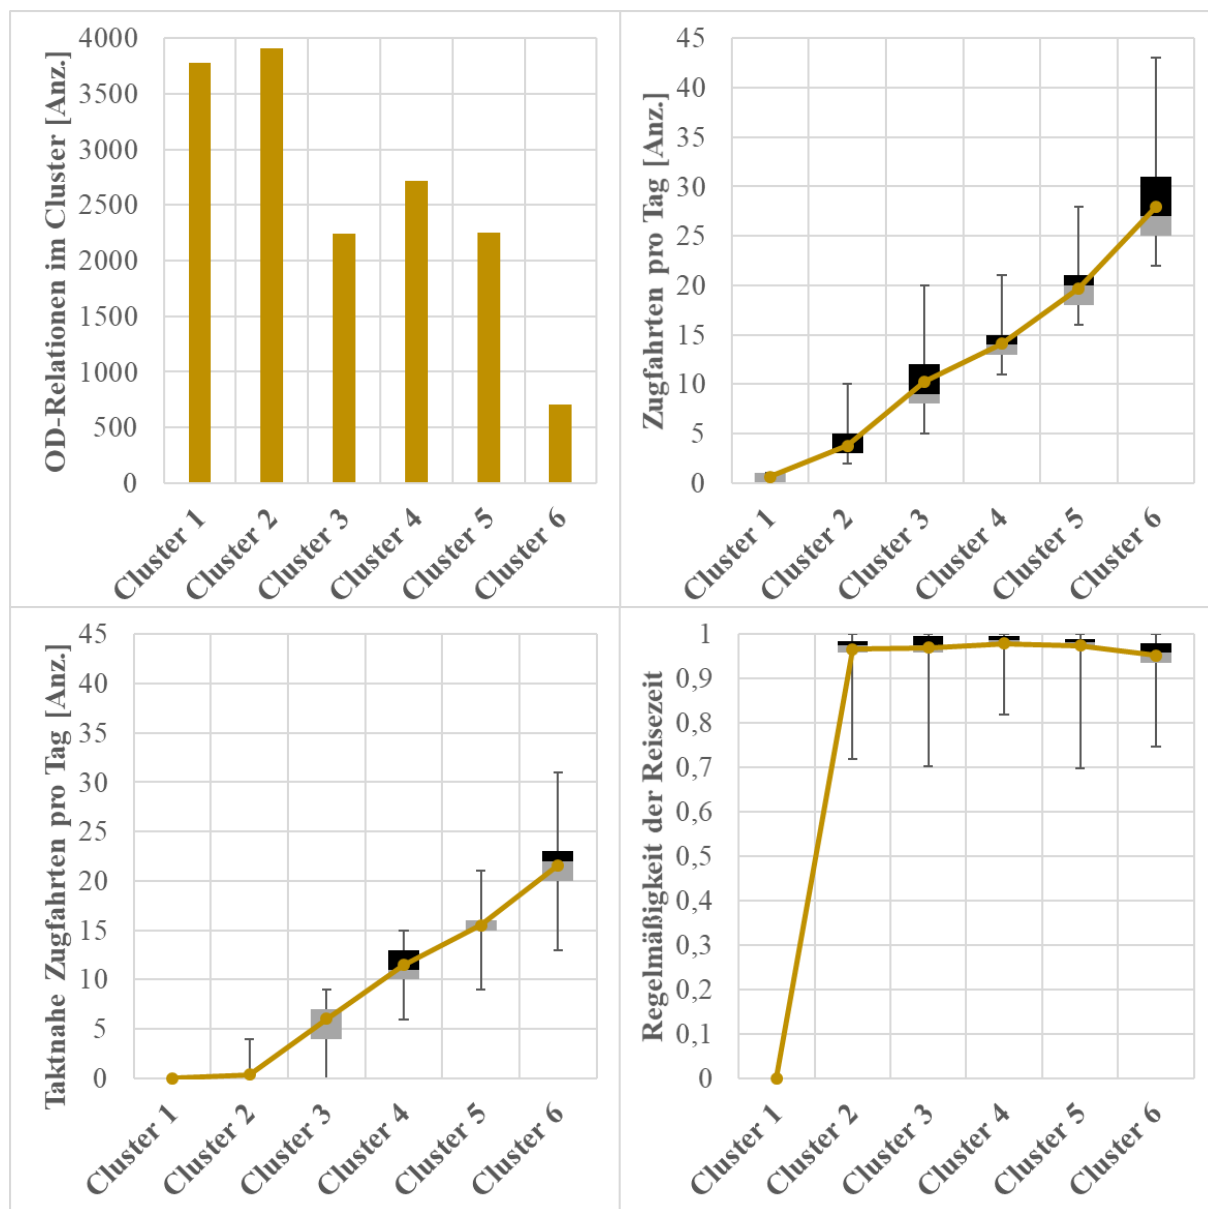 OD-Relationen im Cluster [Anz.]
4000
3500
3000
2500
2000
1500
1000
500
0
Cluster 1
Cluster 2
Cluster 3
Cluster 4
Cluster 5
Cluster 6
Zugfahrten pro Tag [Anz.]
45
40
35
30
25
20
15
10
5
0
Cluster 1
Cluster 2
Cluster 3
Cluster 4
Cluster 5
Cluster 6
Taktnahe Zugfahrten pro Tag [Anz.]
45
40
35
30
25
20
15
10
5
0
Cluster 1
Cluster 2
Cluster 3
Cluster 4
Cluster 5
Cluster 6
Regelmäßigkeit der Reisezeit
1
0,9
0,8
0,7
0,6
0,5
0,4
0,3
0,2
0,1
0
Cluster 1
Cluster 2
Cluster 3
Cluster 4
Cluster 5
Cluster 6